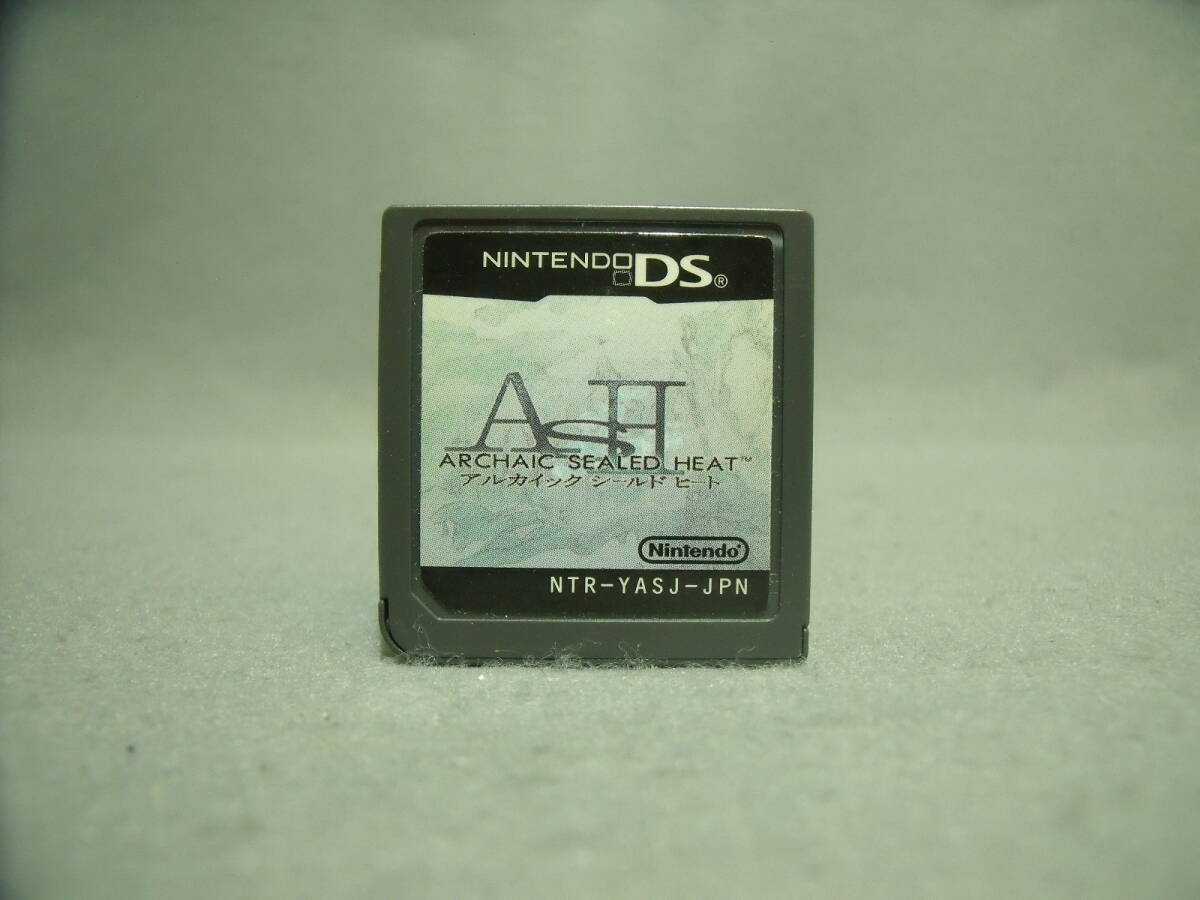 NINTENDO DS®
ASH
ARCHAIC SEALED HEAT™
アルカイック シールド ヒート
Nintendo®
NTR-YASJ-JPN